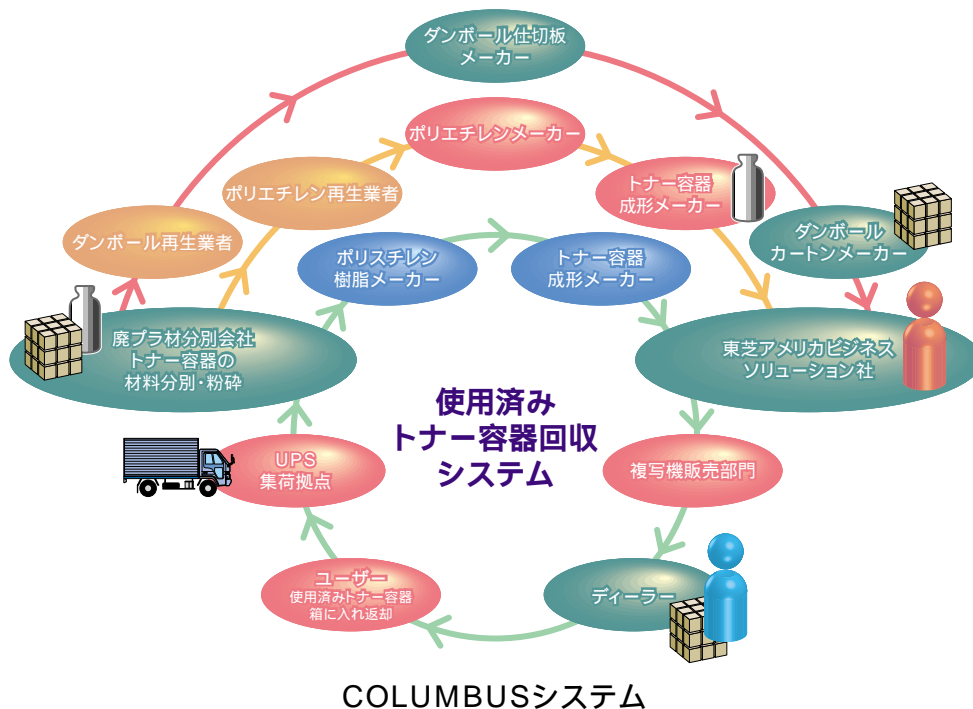 ダンボール仕切板
メーカー
ポリエチレンメーカー
ポリエチレン再生業者
トナー容器
成形メーカー
ダンボール再生業者
ダンボール
カートンメーカー
ポリスチレン
樹脂メーカー
トナー容器
成形メーカー
廃プラ材分別会社
トナー容器の
材料分別・粉砕
東芝アメリカビジネス
ソリューション社
使用済み
トナー容器回収
システム
UPS
集荷拠点
複写機販売部門
ユーザー
使用済みトナー容器
箱に入れ返却
ディーラー
COLUMBUSシステム